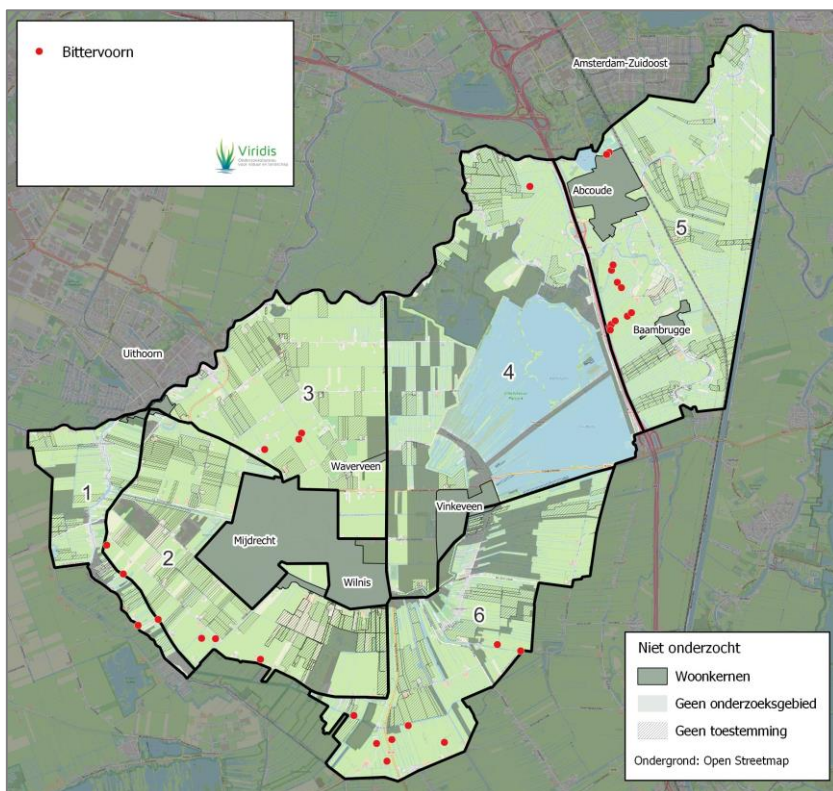 Bittervoorn
Viridis
Amsterdam-Zuidoost
Abcoude
5
Baambrugge
Uithoorn
4
3
Waverveen
1
Vinkeveen
2
Mijdrecht
Wilnis
6
Niet onderzocht
Woonkernen
Geen onderzoeksgebied
Geen toestemming
Ondergrond: Open Streetmap